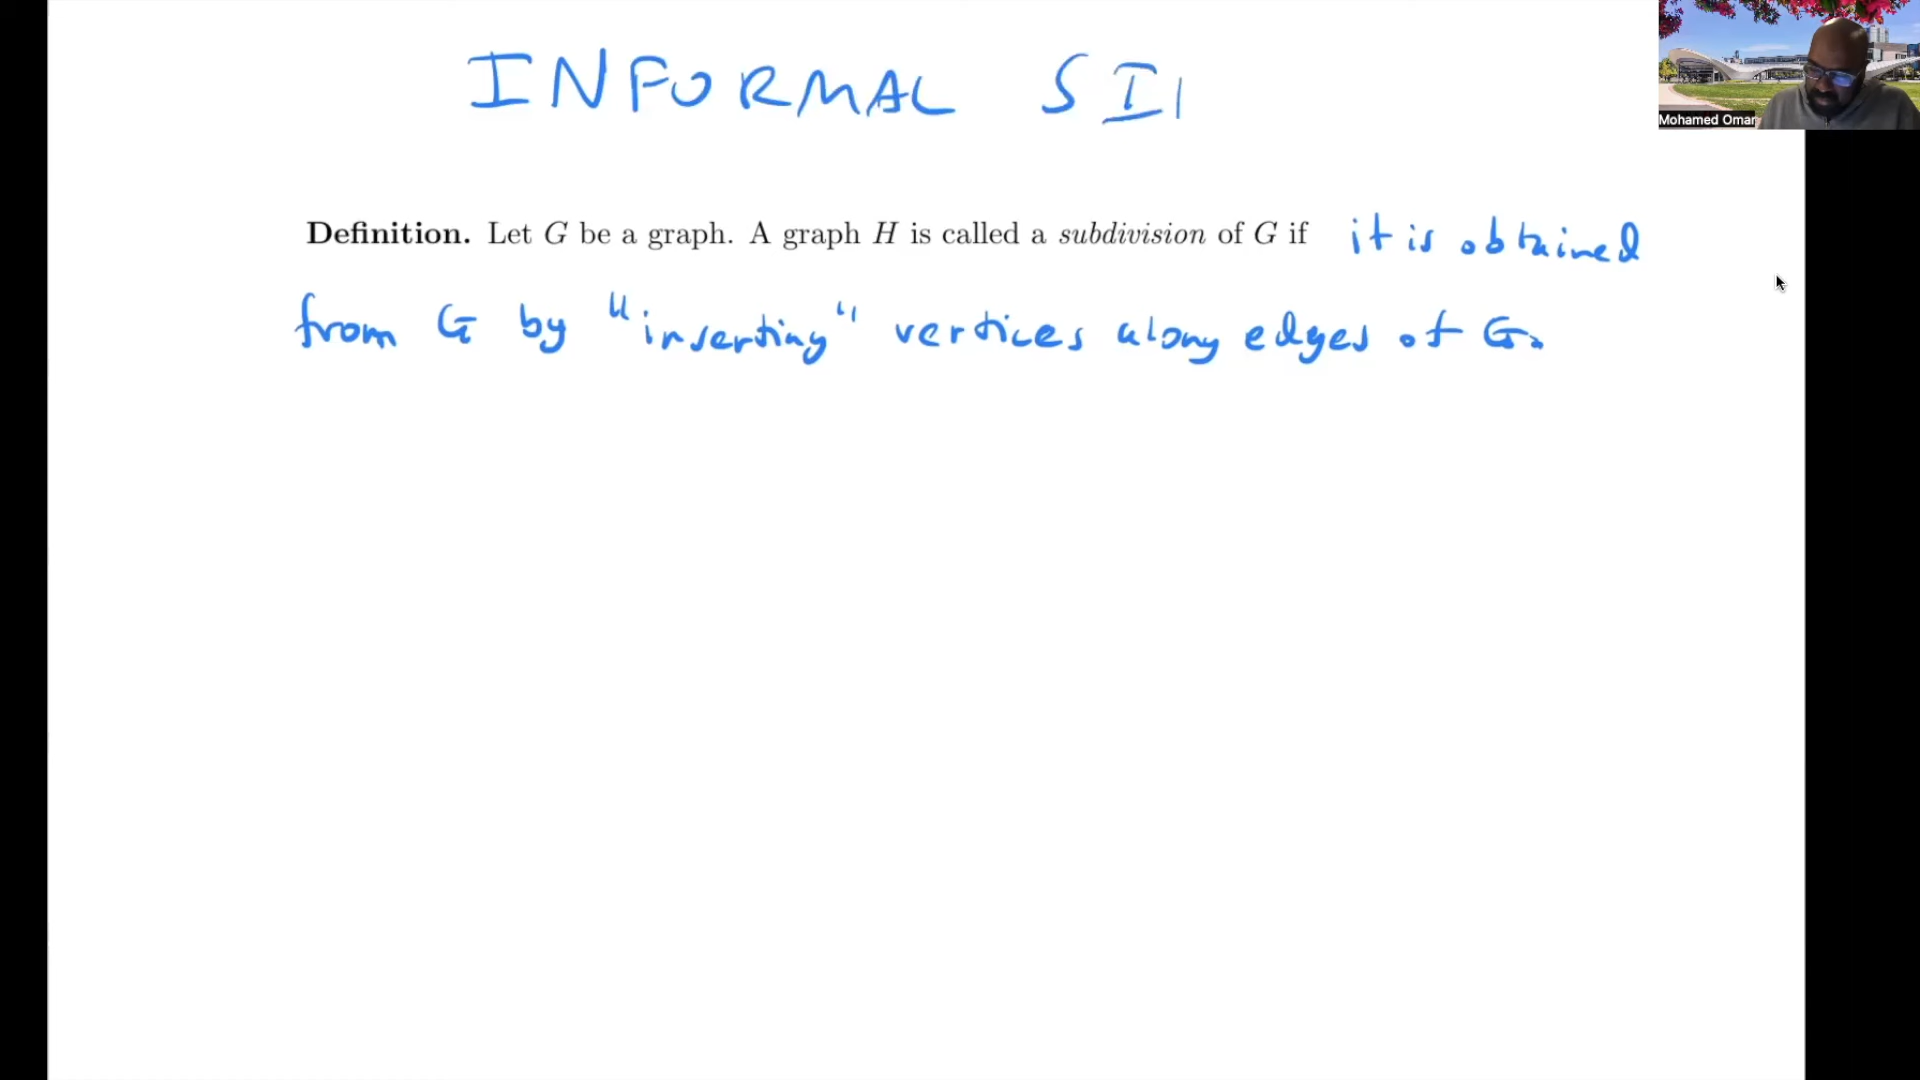 INFORMAL SI
Mohamed Omar
Definition. Let G be a graph. A graph H is called a subdivision of G if it is obtained
from G by "inserting" vertices along edges of G.